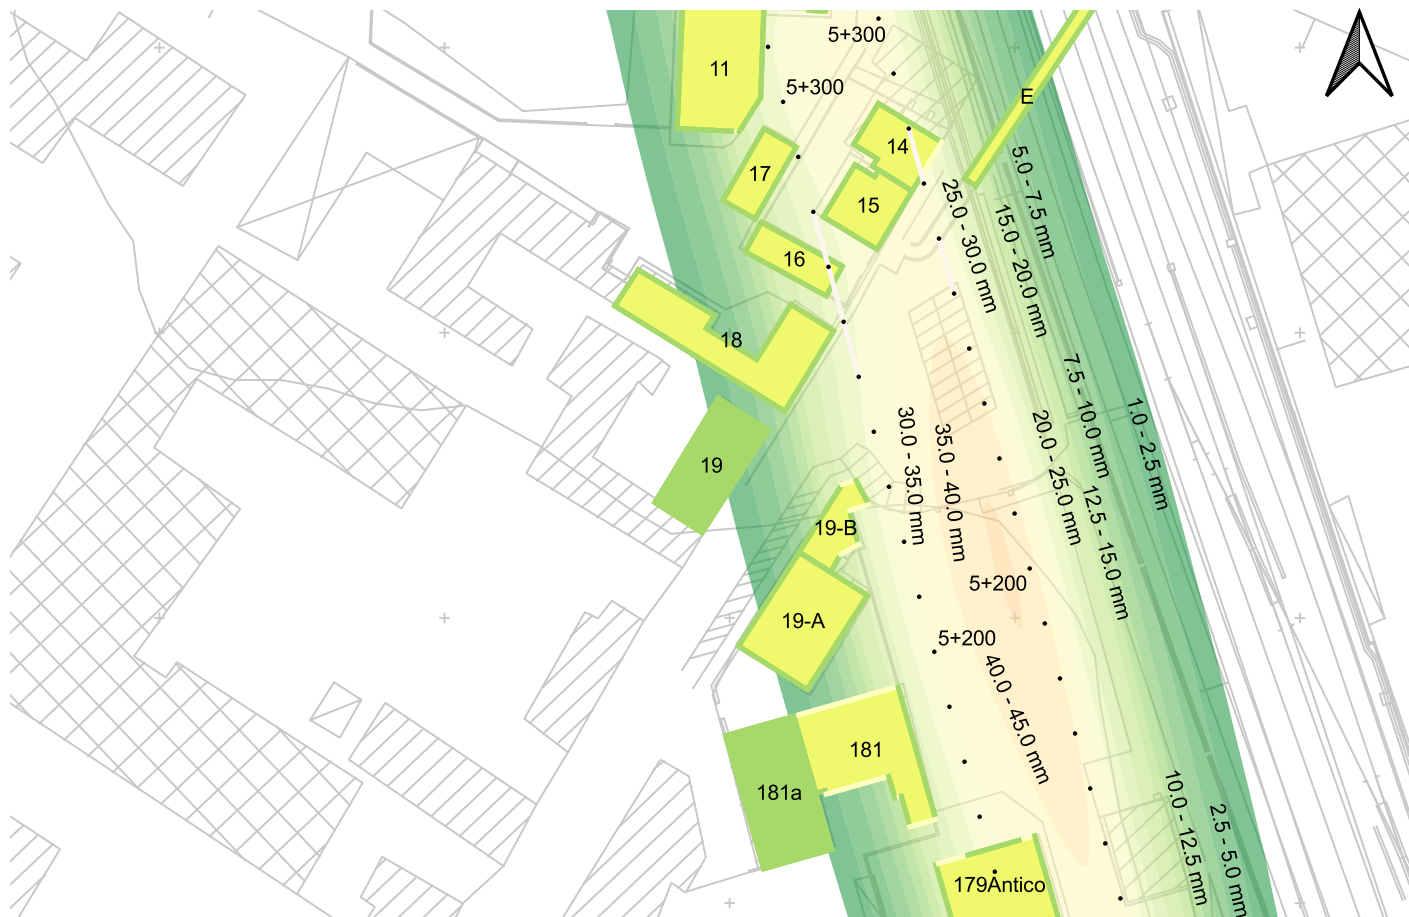 5+300
11
5+300
E
14
17
15
5.0 - 7.5 mm
25.0 - 30.0 mm
15.0 - 20.0 mm
16
18
7.5 - 10.0 mm
1.0 - 2.5 mm
30.0 - 35.0 mm
35.0 - 40.0 mm
20.0 - 25.0 mm
19
12.5 - 15.0 mm
19-B
5+200
19-A
5+200
40.0 - 45.0 mm
181
181a
10.0 - 12.5 mm
2.5 - 5.0 mm
179Antico